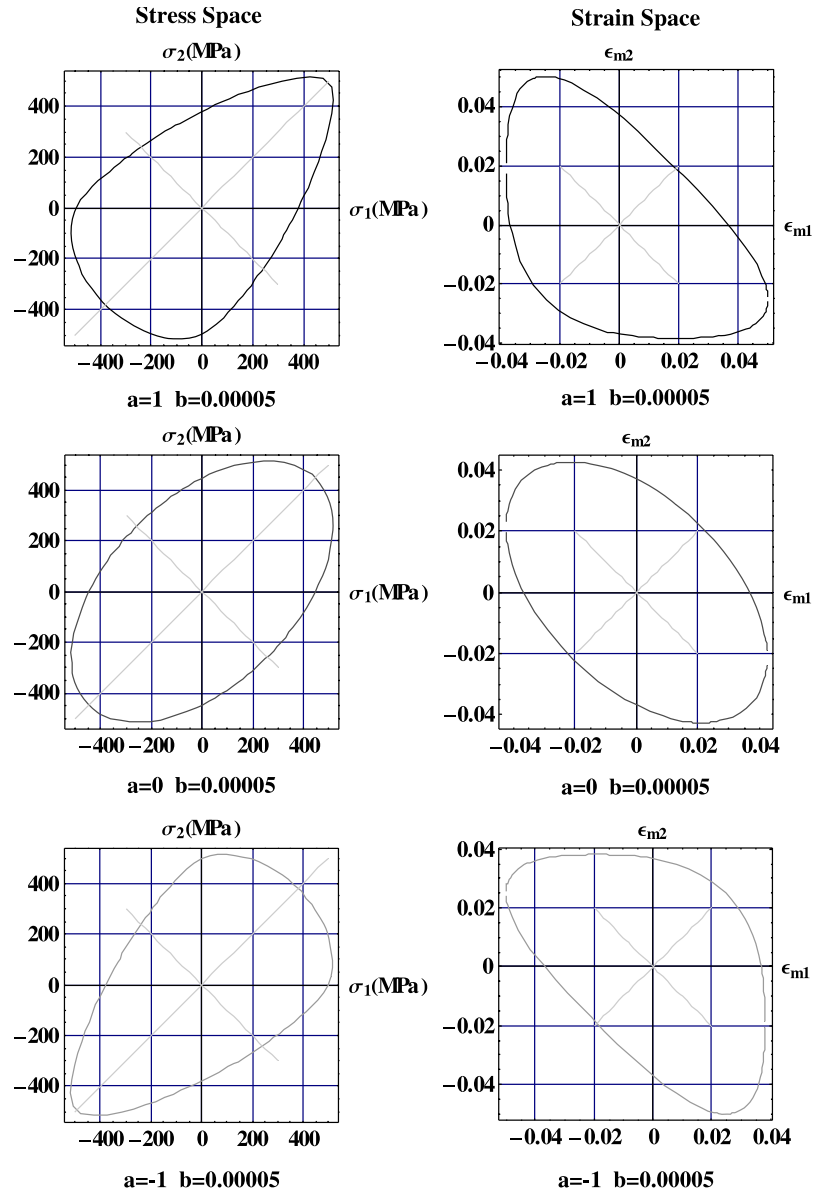 Stress Space
Strain Space
σ2(MPa)
400
200
0
−200
−400
−400 −200 0 200 400
σ1(MPa)
a=1 b=0.00005
ϵm2
0.04
0.02
0
−0.02
−0.04
−0.04 −0.02 0 0.02 0.04
ϵm1
a=1 b=0.00005
σ2(MPa)
400
200
0
−200
−400
−400 −200 0 200 400
σ1(MPa)
a=0 b=0.00005
ϵm2
0.04
0.02
0
−0.02
−0.04
−0.04 −0.02 0 0.02 0.04
ϵm1
a=0 b=0.00005
σ2(MPa)
400
200
0
−200
−400
−400 −200 0 200 400
σ1(MPa)
a=-1 b=0.00005
ϵm2
0.04
0.02
0
−0.02
−0.04
−0.04 −0.02 0 0.02 0.04
ϵm1
a=-1 b=0.00005